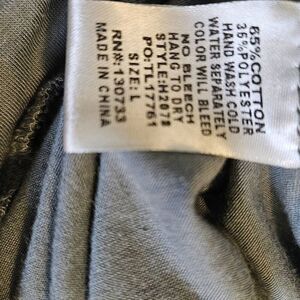 65%COTTON
35%POLYESTER
HAND WASH COLD
WATER SEPARATELY
COLOR WILL BLEED
NO BLEECH
HANG TO DRY
STYLE:H2078
PO:TL17761
SIZE: L
RN#:130733
MADE IN CHINA